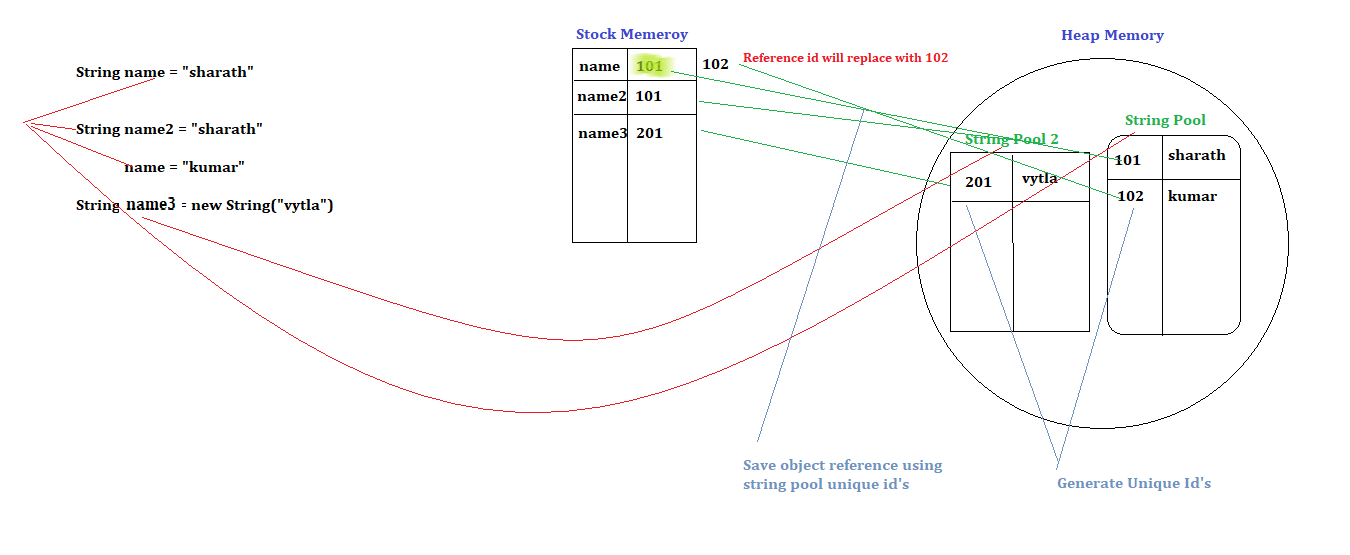 String name = "sharath"
String name2 = "sharath"
name = "kumar"
String name3 = new String("vytla")
Stock Memeroy
name 101 102 Reference id will replace with 102
name2 101
name3 201
Heap Memory
String Pool
String Pool 2
101 sharath
102 kumar
201 vytla
Save object reference using
string pool unique id's
Generate Unique Id's